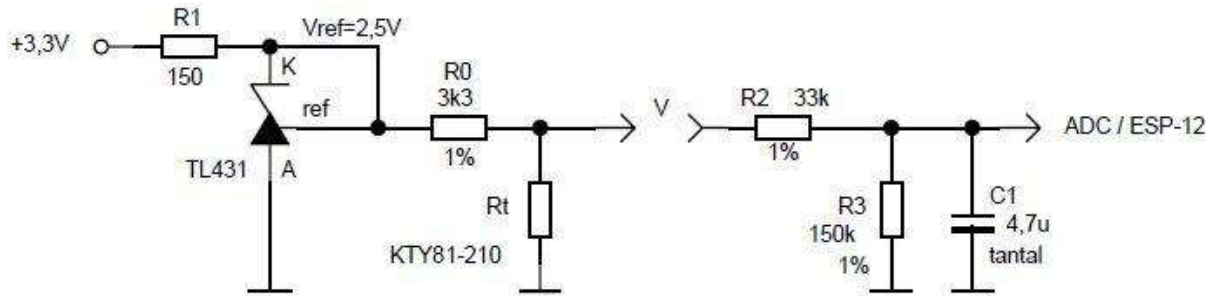 R1
+3,3V
150
Vref=2,5V
K
ref
TL431
A
R0
3k3
1%
Rt
KTY81-210
V
R2 33k
1%
R3
150k
1%
C1
4,7u
tantal
ADC / ESP-12